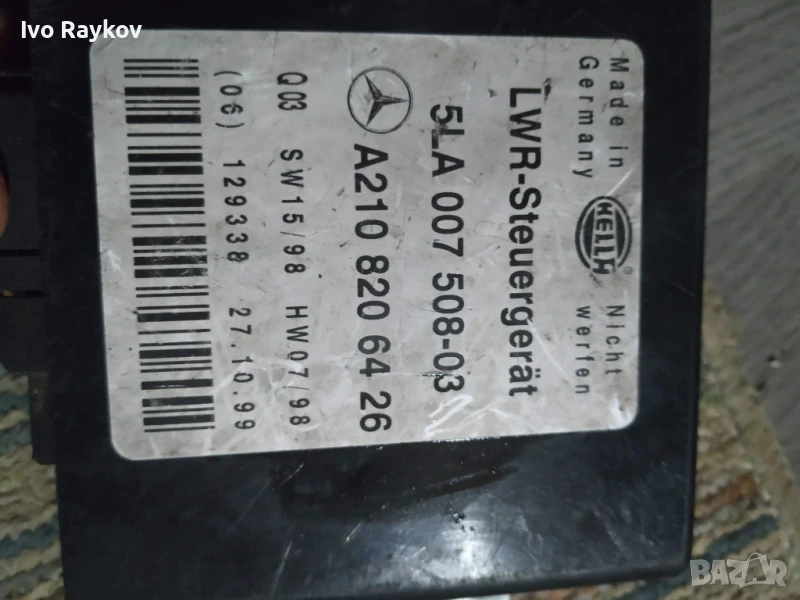 Ivo Raykov
Made in
Germany
HELLA
®
Nicht
werfen
LWR-Steuergerät
5LA 007 508-03
A210 820 64 26
Q03 SW15/98 HW07/98
(06) 129338 27.10.99
BAZAR